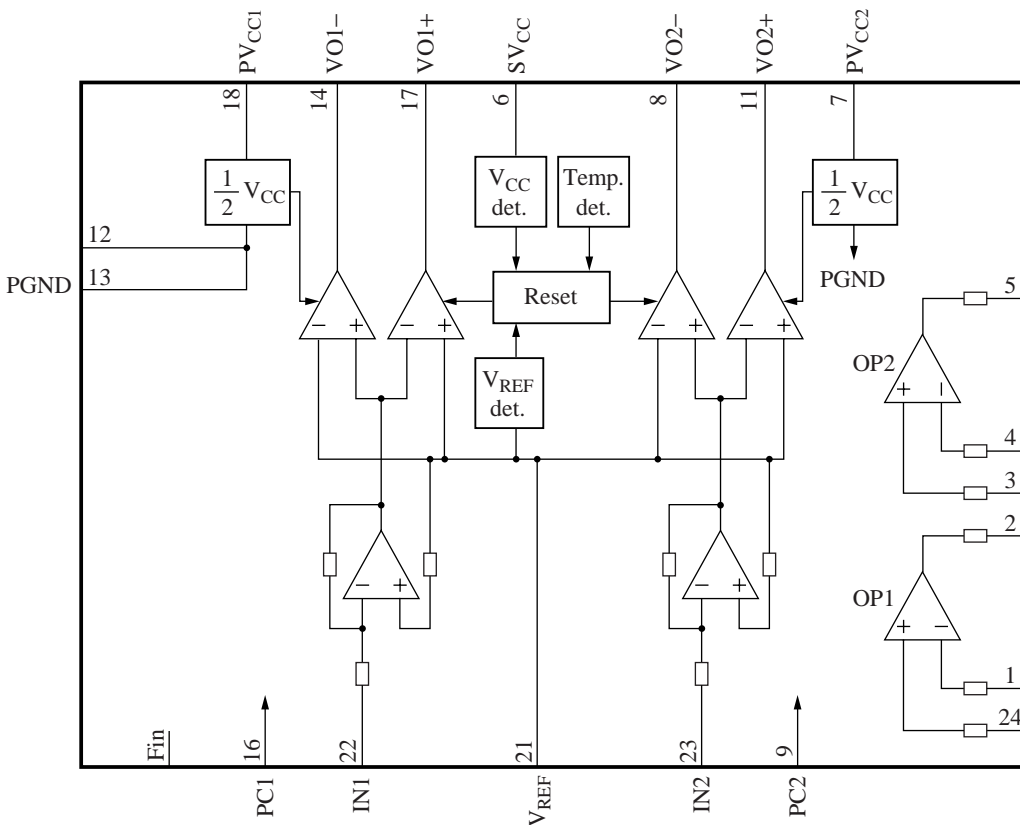 PVCC1 VO1− VO1+ SVCC VO2− VO2+ PVCC2
18 14 17 6 8 11 7
1/2 VCC
VCC
det.
Temp.
det.
1/2 VCC
12
PGND
13
PGND
Reset
− +
− +
− +
− +
VREF
det.
5
OP2
+ −
4
3
2
− +
− +
OP1
+ −
1
24
Fin
16 22 21 23 9
PC1 IN1 VREF IN2 PC2